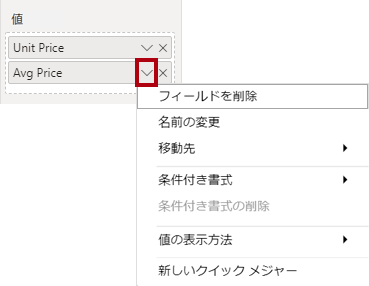 値
Unit Price
Avg Price
フィールドを削除
名前の変更
移動先
条件付き書式
条件付き書式の削除
値の表示方法
新しいクイック メジャー